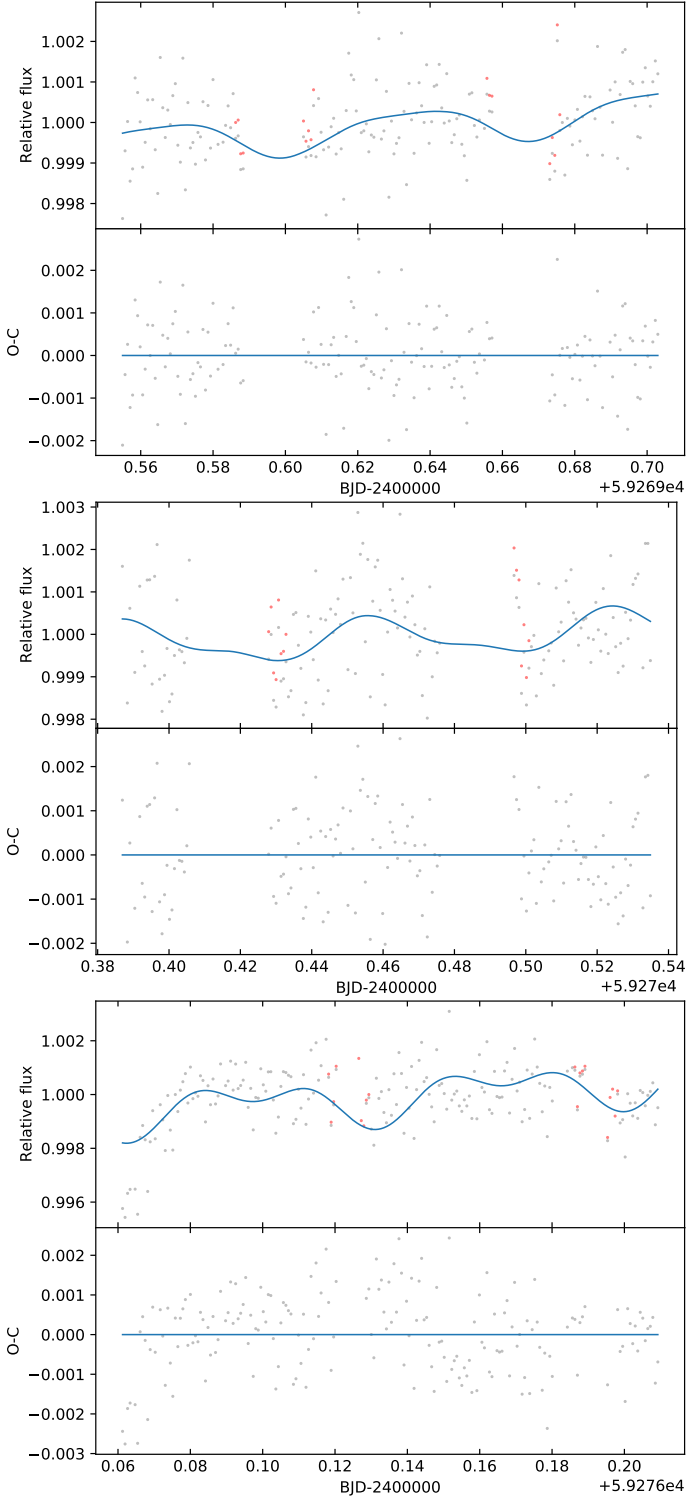 1.002
1.001
1.000
0.999
0.998
Relative flux
0.002
0.001
0.000
−0.001
−0.002
O-C
0.56 0.58 0.60 0.62 0.64 0.66 0.68 0.70
BJD-2400000
+5.9269e4
1.003
1.002
1.001
1.000
0.999
0.998
Relative flux
0.002
0.001
0.000
−0.001
−0.002
O-C
0.38 0.40 0.42 0.44 0.46 0.48 0.50 0.52 0.54
BJD-2400000
+5.927e4
1.002
1.000
0.998
0.996
Relative flux
0.002
0.001
0.000
−0.001
−0.002
−0.003
O-C
0.06 0.08 0.10 0.12 0.14 0.16 0.18 0.20
BJD-2400000
+5.9276e4